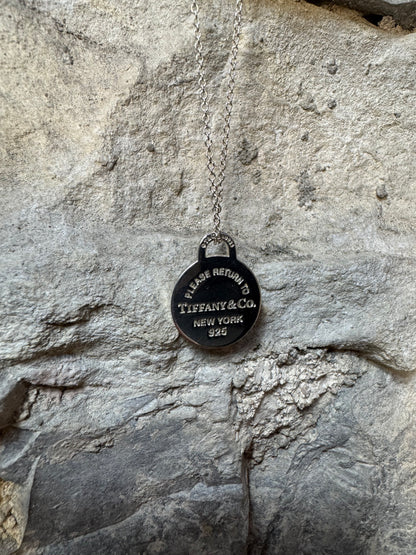 PLEASE RETURN TO
TIFFANY & CO.
NEW YORK
925